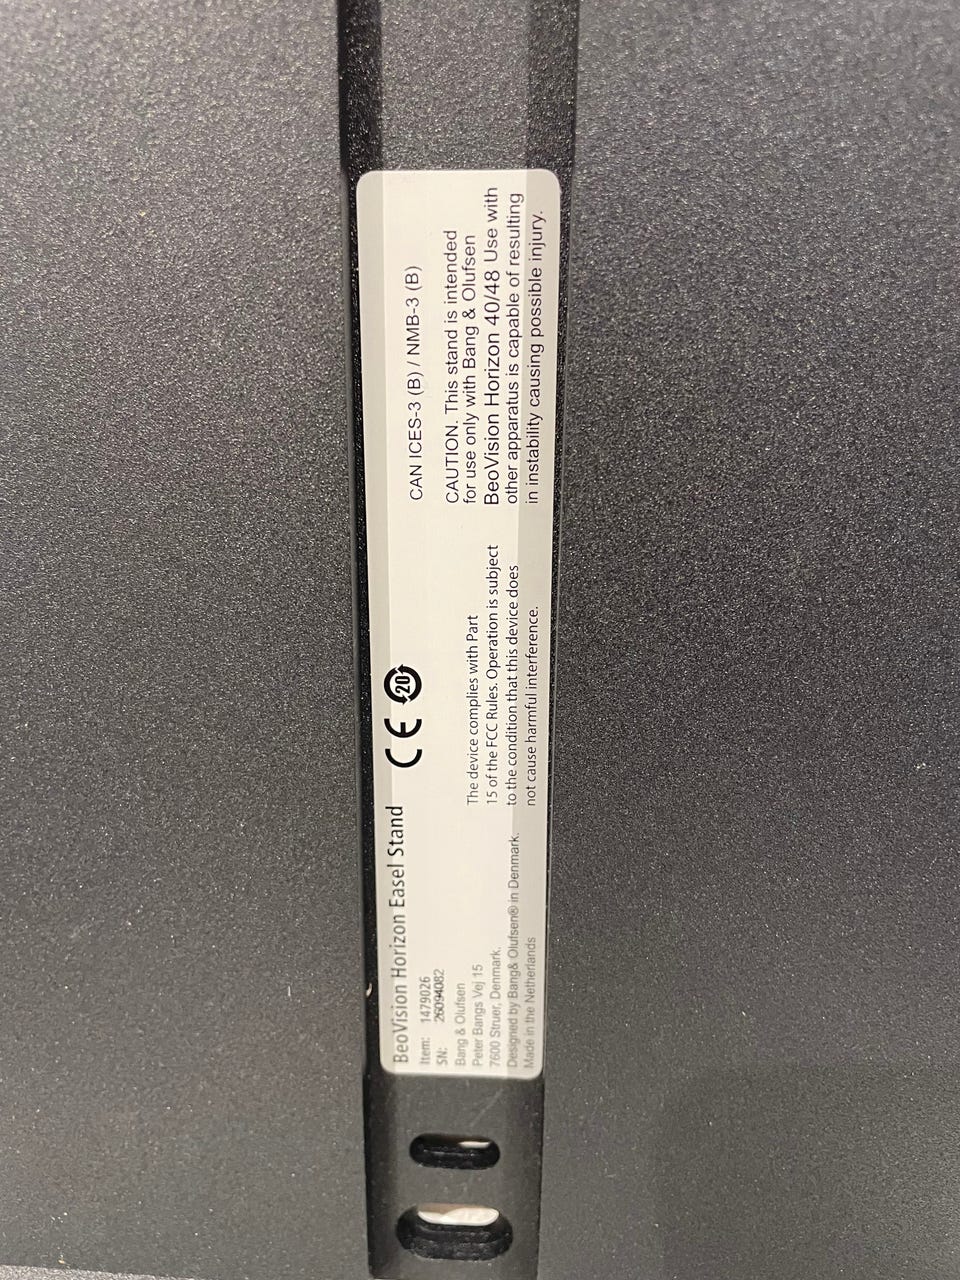 BeoVision Horizon Easel Stand
Item: 1479026
SN: 26094082
Bang & Olufsen
Peter Bangs Vej 15
7600 Struer, Denmark.
Designed by Bang& Olufsen® in Denmark.
Made in the Netherlands
CE 20
The device complies with Part
15 of the FCC Rules. Operation is subject
to the condition that this device does
not cause harmful interference.
CAN ICES-3 (B) / NMB-3 (B)
CAUTION. This stand is intended
for use only with Bang & Olufsen
BeoVision Horizon 40/48 Use with
other apparatus is capable of resulting
in instability causing possible injury.